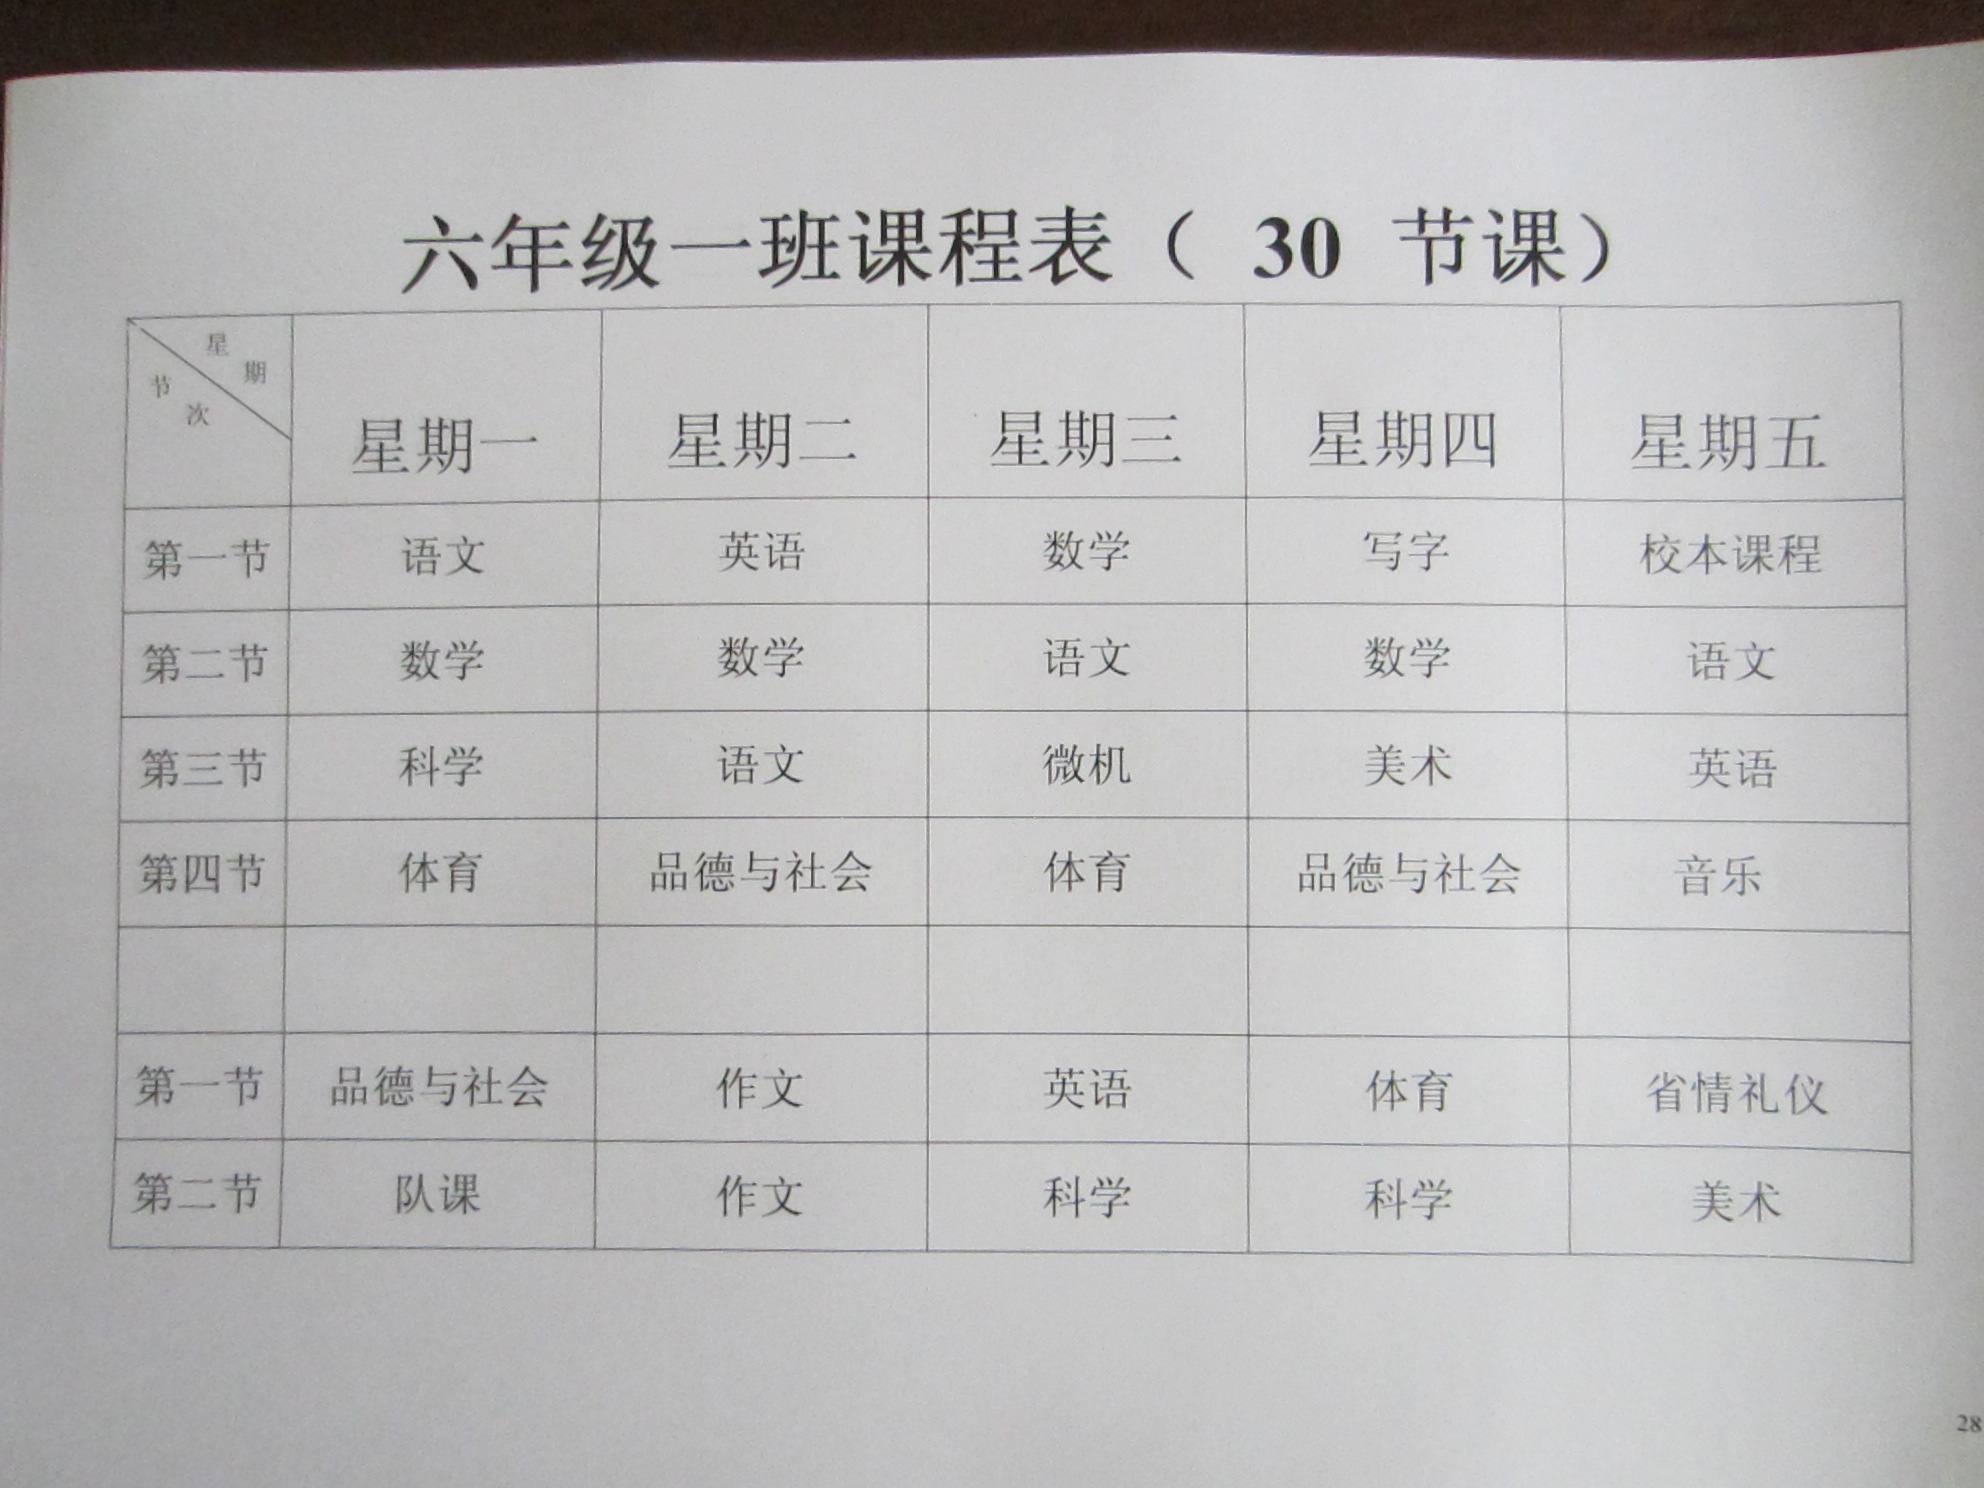 六年级一班课程表（ 30 节课）
星期
节次
星期一 星期二 星期三 星期四 星期五
第一节 语文 英语 数学 写字 校本课程
第二节 数学 数学 语文 数学 语文
第三节 科学 语文 微机 美术 英语
第四节 体育 品德与社会 体育 品德与社会 音乐
第一节 品德与社会 作文 英语 体育 省情礼仪
第二节 队课 作文 科学 科学 美术
28